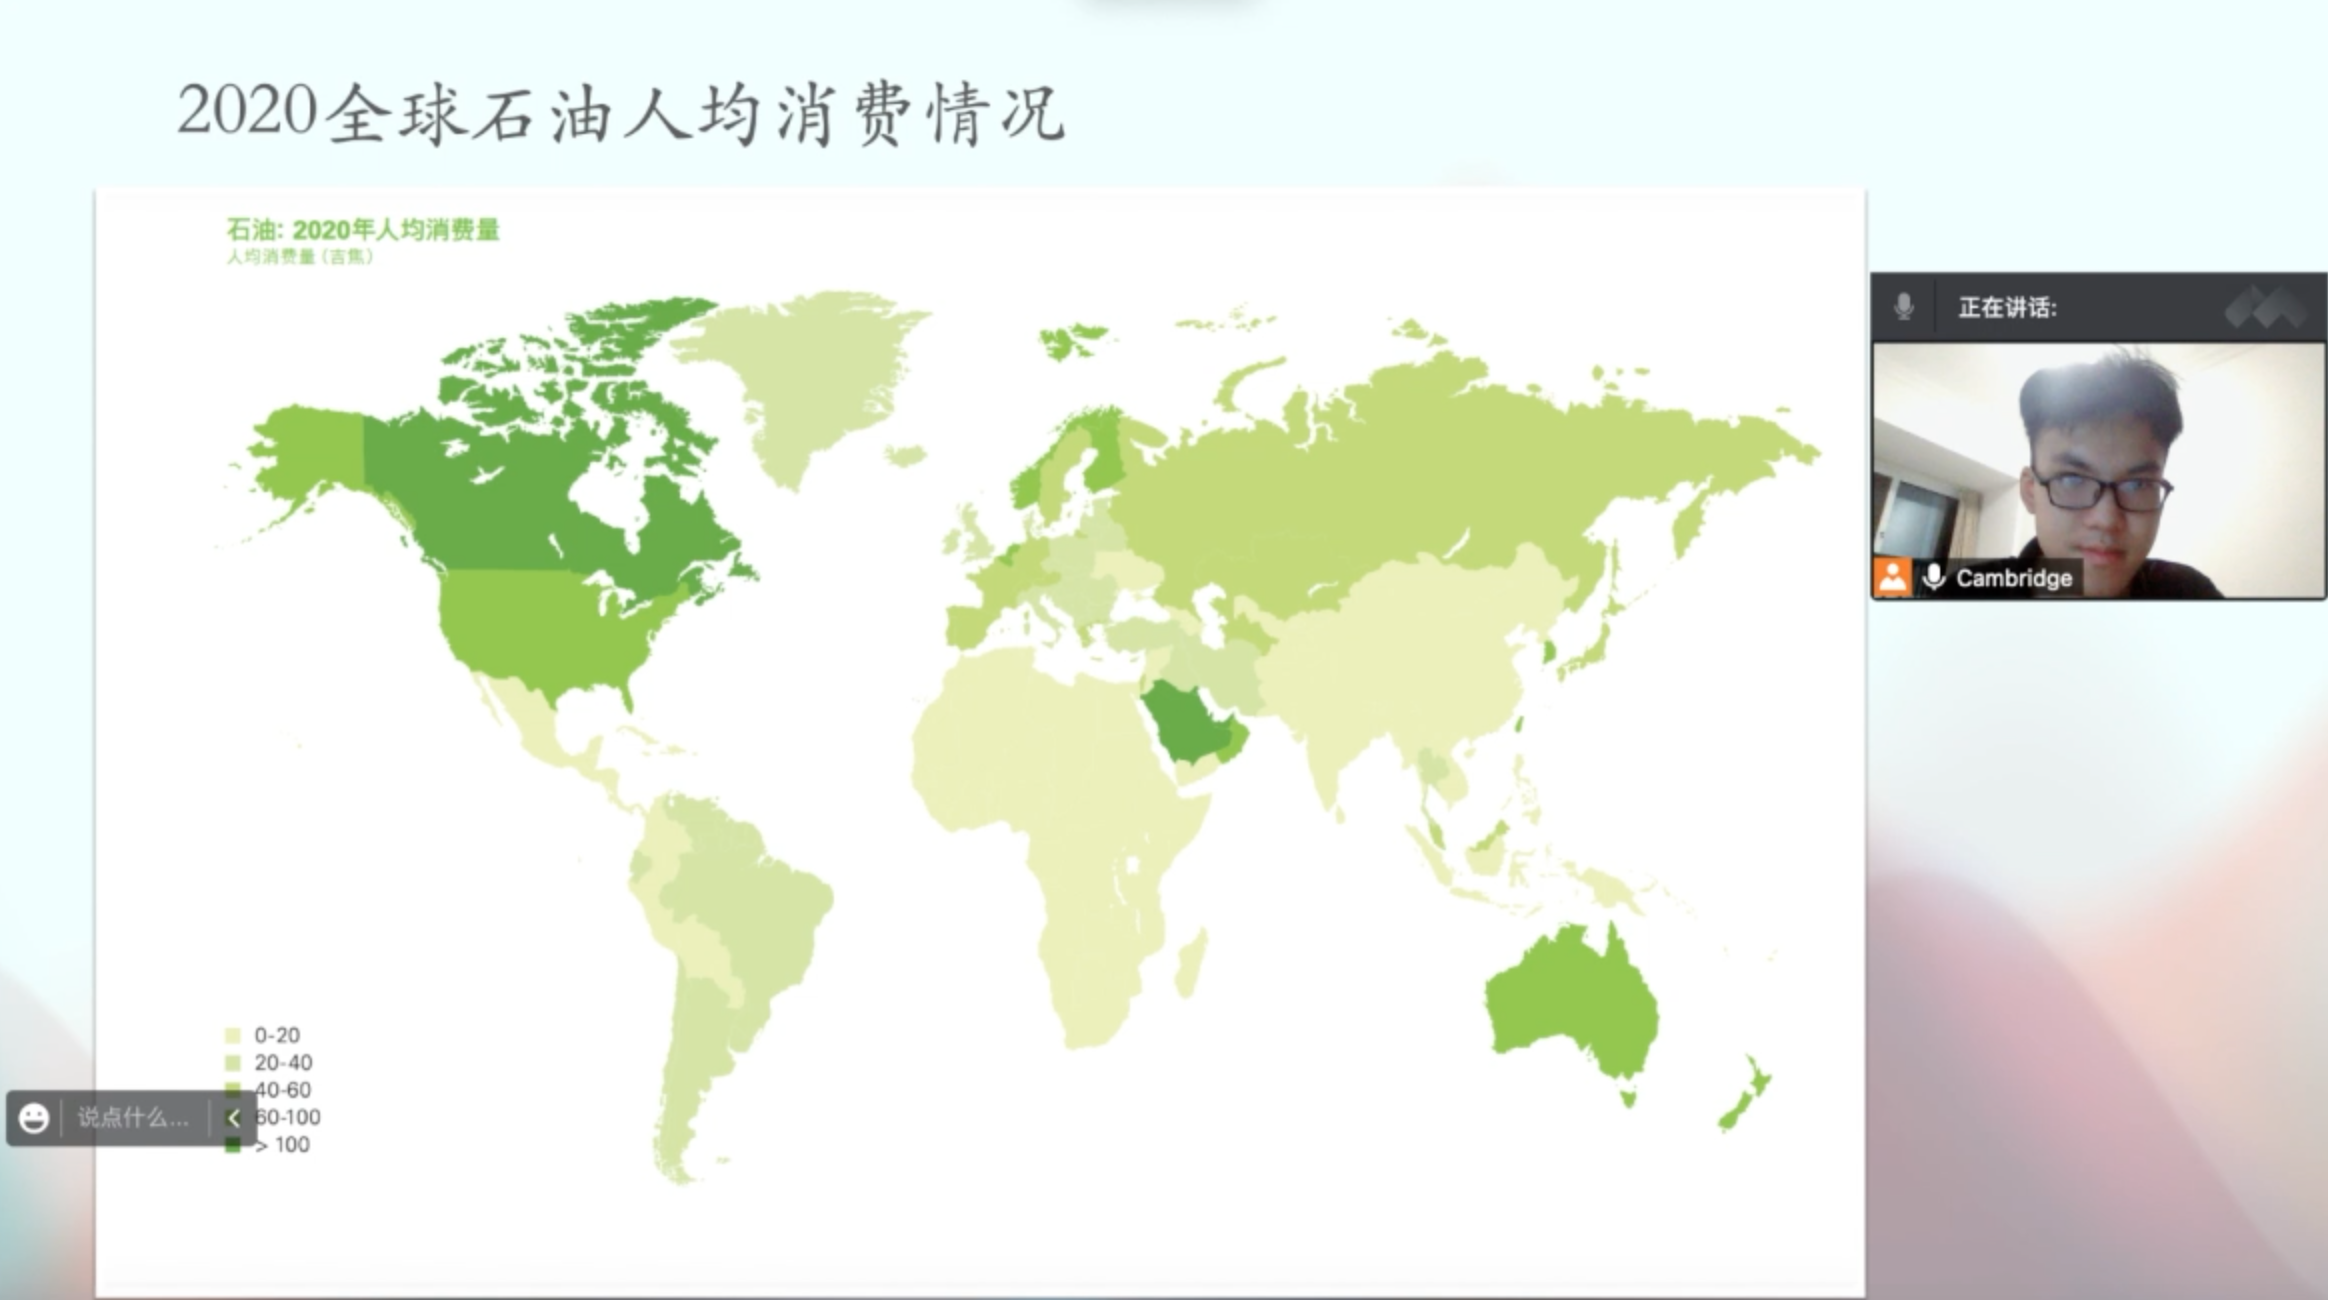 2020全球石油人均消费情况
石油: 2020年人均消费量
人均消费量 (吉焦)
正在讲话:
Cambridge
0-20
20-40
40-60
60-100
> 100
说点什么...